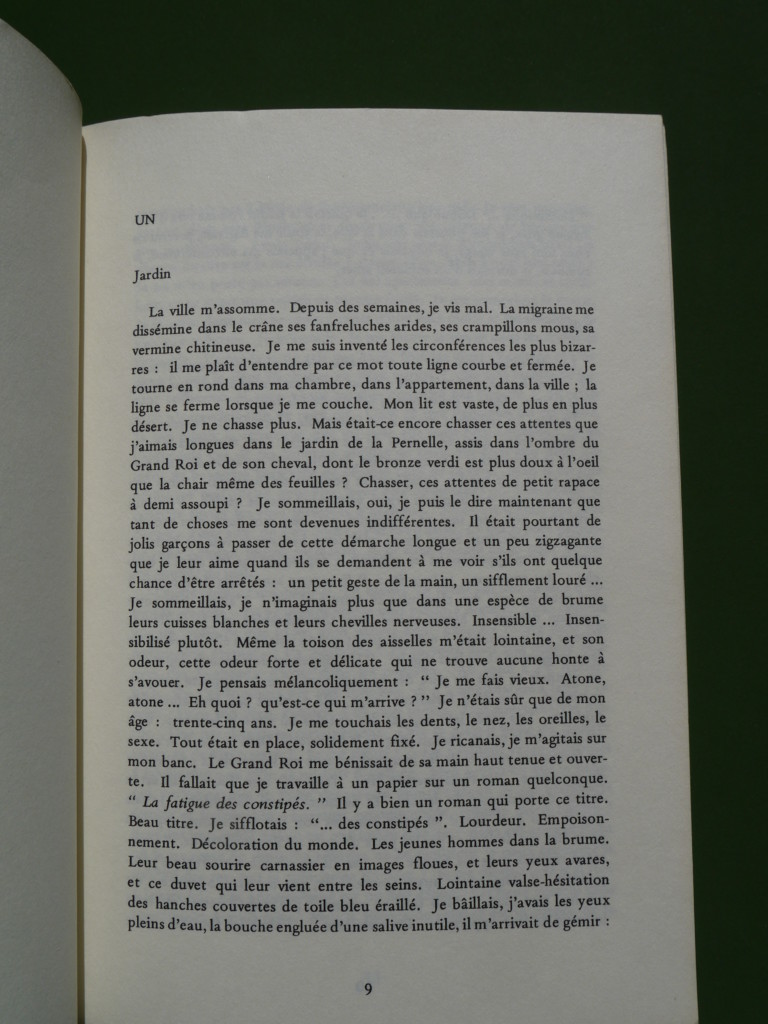 UN
Jardin
La ville m'assomme. Depuis des semaines, je vis mal. La migraine me
dissémine dans le crâne ses fanfreluches arides, ses crampillons mous, sa
vermine chitineuse. Je me suis inventé les circonférences les plus bizar-
res : il me plaît d'entendre par ce mot toute ligne courbe et fermée. Je
tourne en rond dans ma chambre, dans l'appartement, dans la ville ; la
ligne se ferme lorsque je me couche. Mon lit est vaste, de plus en plus
désert. Je ne chasse plus. Mais était-ce encore chasser ces attentes que
j'aimais longues dans le jardin de la Pernelle, assis dans l'ombre du
Grand Roi et de son cheval, dont le bronze verdi est plus doux à l'oeil
que la chair même des feuilles ? Chasser, ces attentes de petit rapace
à demi assoupi ? Je sommeillais, oui, je puis le dire maintenant que
tant de choses me sont devenues indifférentes. Il était pourtant de
jolis garçons à passer de cette démarche longue et un peu zigzagante
que je leur aime quand ils se demandent à me voir s'ils ont quelque
chance d'être arrêtés : un petit geste de la main, un sifflement louré ...
Je sommeillais, je n'imaginais plus que dans une espèce de brume
leurs cuisses blanches et leurs chevilles nerveuses. Insensible ... Insen-
sibilisé plutôt. Même la toison des aisselles m'était lointaine, et son
odeur, cette odeur forte et délicate qui ne trouve aucune honte à
s'avouer. Je pensais mélancoliquement : “ Je me fais vieux. Atone,
atone ... Eh quoi ? qu'est-ce qui m'arrive ? ” Je n'étais sûr que de mon
âge : trente-cinq ans. Je me touchais les dents, le nez, les oreilles, le
sexe. Tout était en place, solidement fixé. Je ricanais, je m'agitais sur
mon banc. Le Grand Roi me bénissait de sa main haut tenue et ouver-
te. Il fallait que je travaille à un papier sur un roman quelconque.
“ La fatigue des constipés. ” Il y a bien un roman qui porte ce titre.
Beau titre. Je sifflotais : “... des constipés ”. Lourdeur. Empoison-
nement. Décoloration du monde. Les jeunes hommes dans la brume.
Leur beau sourire carnassier en images floues, et leurs yeux avares,
et ce duvet qui leur vient entre les seins. Lointaine valse-hésitation
des hanches couvertes de toile bleu éraillé. Je bâillais, j'avais les yeux
pleins d'eau, la bouche engluée d'une salive inutile, il m'arrivait de gémir :
9